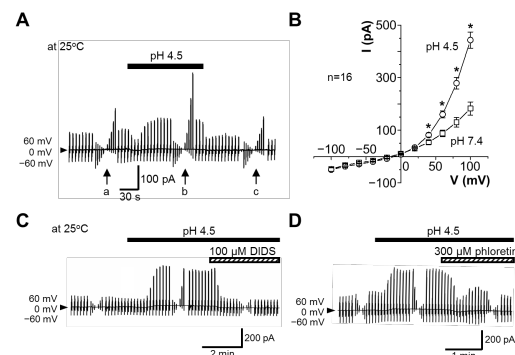 A
at 25°C
pH 4.5
60 mV
0 mV
−60 mV
100 pA
30 s
a
b
c
B
I (pA)
500
pH 4.5
300
n=16
100
pH 7.4
−100
−50
0
50
100
−100
V (mV)
*
*
*
*
C
at 25°C
pH 4.5
100 µM DIDS
60 mV
0 mV
−60 mV
200 pA
2 min
D
pH 4.5
300 µM phloretin
60 mV
0 mV
−60 mV
200 pA
1 min